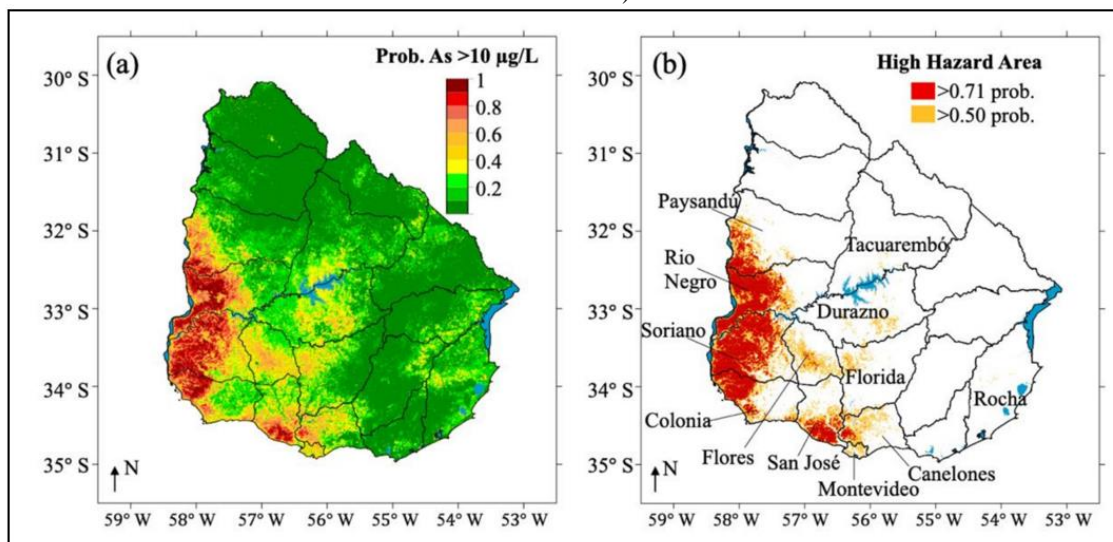 (a)
Prob. As >10 µg/L
1
0.8
0.6
0.4
0.2
30° S
31° S
32° S
33° S
34° S
35° S
N
59° W 58° W 57° W 56° W 55° W 54° W 53° W
(b)
High Hazard Area
>0.71 prob.
>0.50 prob.
30° S
31° S
32° S
33° S
34° S
35° S
Paysandú
Tacuarembó
Rio
Negro
Durazno
Soriano
Florida
Rocha
Colonia
Flores
San José
Canelones
Montevideo
N
59° W 58° W 57° W 56° W 55° W 54° W 53° W